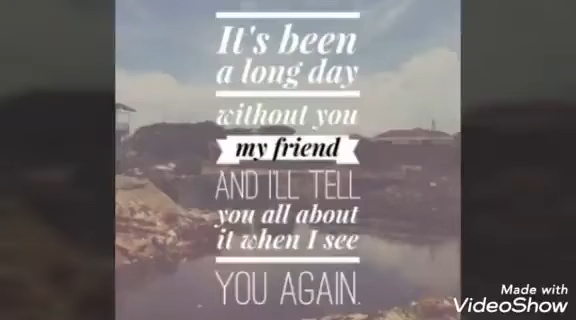 It's been
a long day
without you
my friend
AND I'LL TELL
you all about
it when I see
YOU AGAIN.
Made with
VideoShow